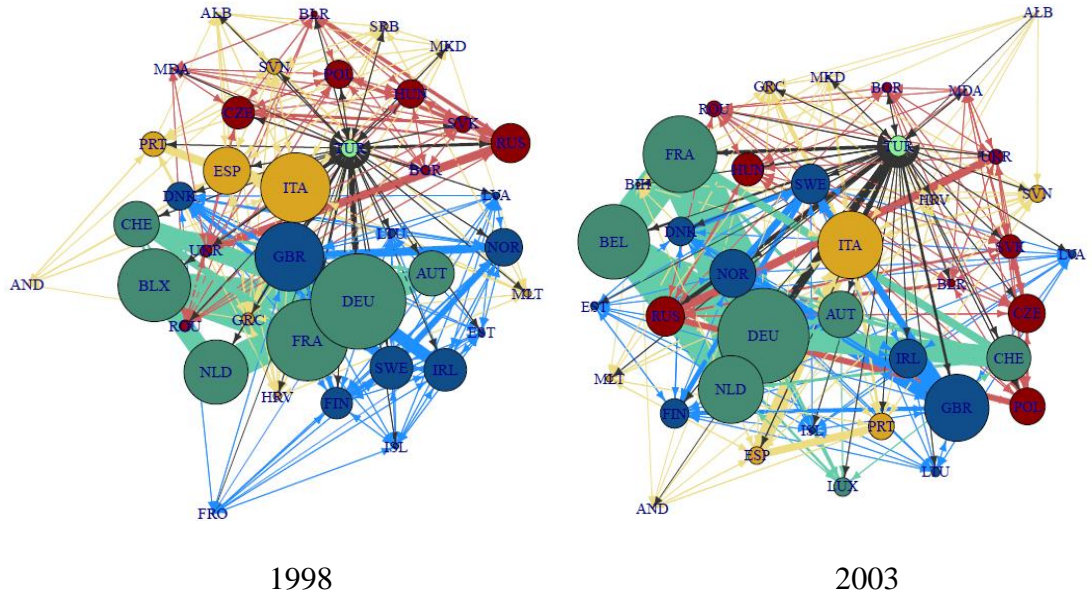 ALB
BLR
SRB
MKD
MDA
SVN
POL
HUN
CZE
SVK
RUS
PRT
TUR
ESP
ITA
BGR
DNK
LVA
CHE
LTU
UKR
NOR
GBR
AUT
AND
BLX
DEU
MLT
ROU
GRC
EST
FRA
NLD
SWE
IRL
HRV
FIN
ISL
FRO
ALB
MKD
GRC
BGR
MDA
ROU
TUR
FRA
HUN
UKR
BIH
SWE
SVN
HRV
DNK
BEL
ITA
SVK
LVA
NOR
BLR
EST
RUS
AUT
CZE
DEU
IRL
CHE
MLT
NLD
GBR
POL
FIN
PRT
ISL
ESP
LTU
LUX
AND
1998
2003